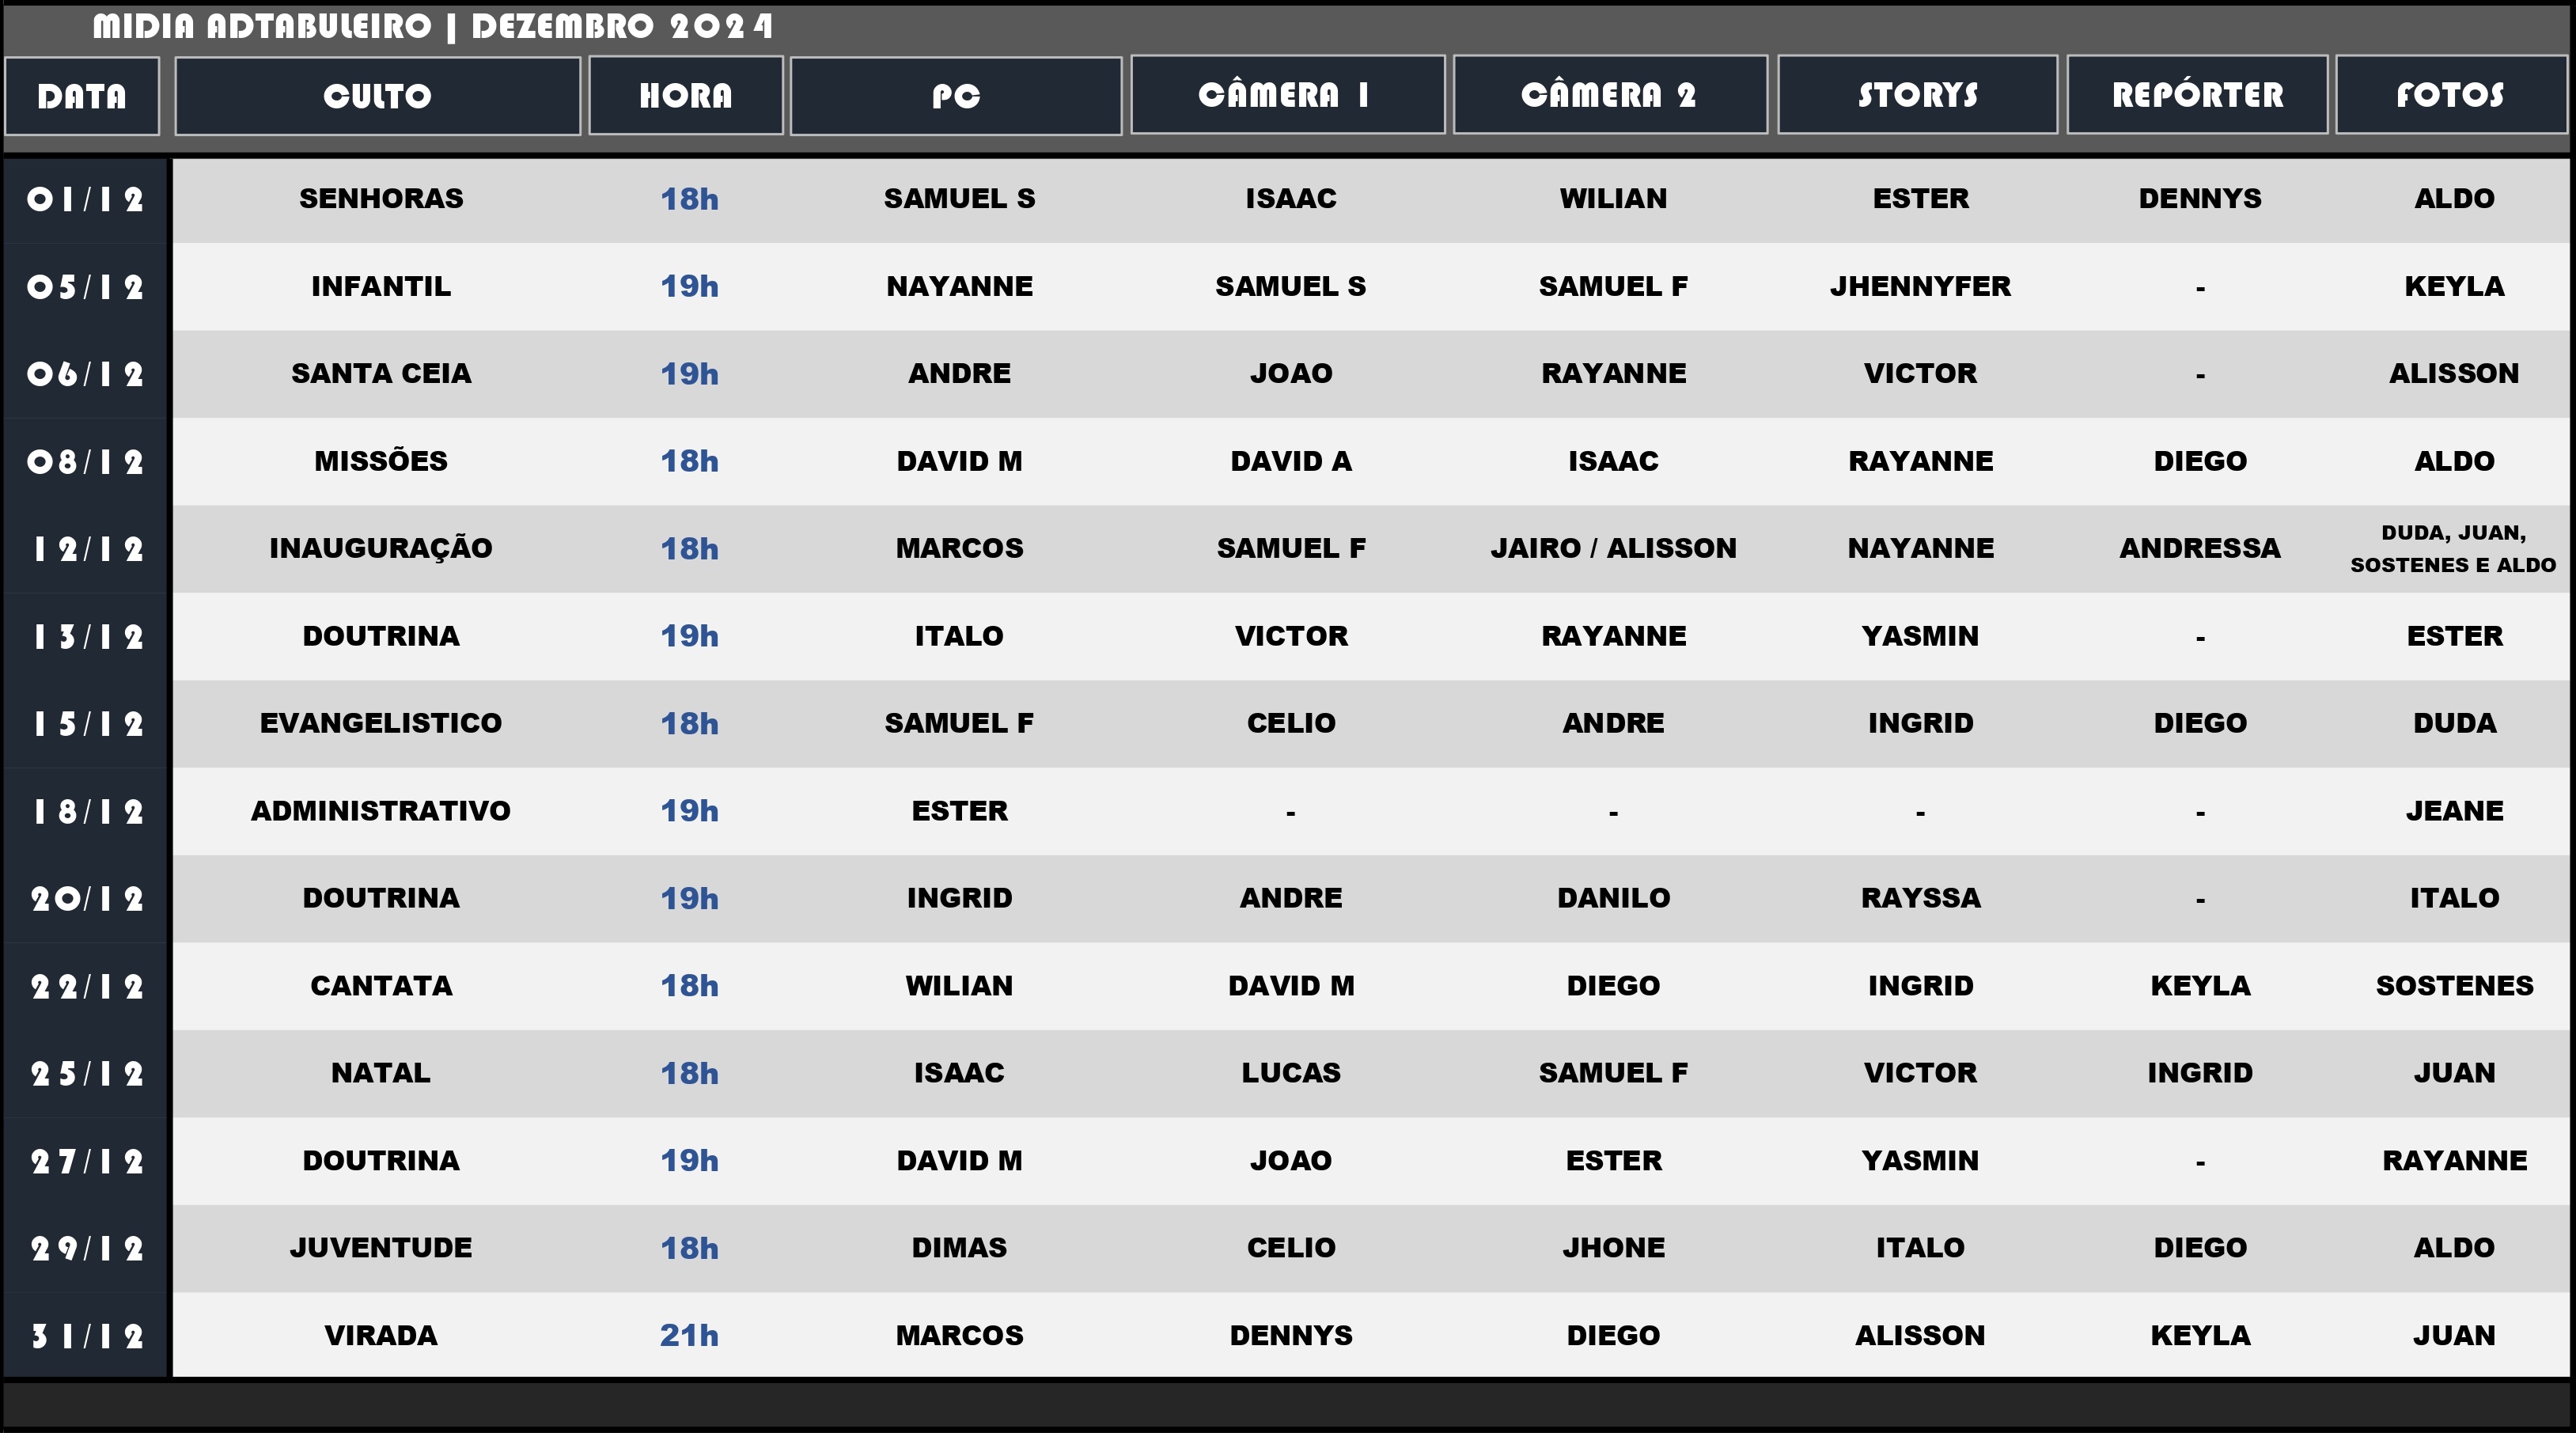 MIDIA ADTABULEIRO | DEZEMBRO 2024
DATA CULTO HORA PC CÂMERA 1 CÂMERA 2 STORYS REPÓRTER FOTOS
01/12 SENHORAS 18h SAMUEL S ISAAC WILIAN ESTER DENNYS ALDO
05/12 INFANTIL 19h NAYANNE SAMUEL S SAMUEL F JHENNYFER - KEYLA
06/12 SANTA CEIA 19h ANDRE JOAO RAYANNE VICTOR - ALISSON
08/12 MISSÕES 18h DAVID M DAVID A ISAAC RAYANNE DIEGO ALDO
12/12 INAUGURAÇÃO 18h MARCOS SAMUEL F JAIRO / ALISSON NAYANNE ANDRESSA DUDA, JUAN,
SOSTENES E ALDO
13/12 DOUTRINA 19h ITALO VICTOR RAYANNE YASMIN - ESTER
15/12 EVANGELISTICO 18h SAMUEL F CELIO ANDRE INGRID DIEGO DUDA
18/12 ADMINISTRATIVO 19h ESTER - - - - JEANE
20/12 DOUTRINA 19h INGRID ANDRE DANILO RAYSSA - ITALO
22/12 CANTATA 18h WILIAN DAVID M DIEGO INGRID KEYLA SOSTENES
25/12 NATAL 18h ISAAC LUCAS SAMUEL F VICTOR INGRID JUAN
27/12 DOUTRINA 19h DAVID M JOAO ESTER YASMIN - RAYANNE
29/12 JUVENTUDE 18h DIMAS CELIO JHONE ITALO DIEGO ALDO
31/12 VIRADA 21h MARCOS DENNYS DIEGO ALISSON KEYLA JUAN